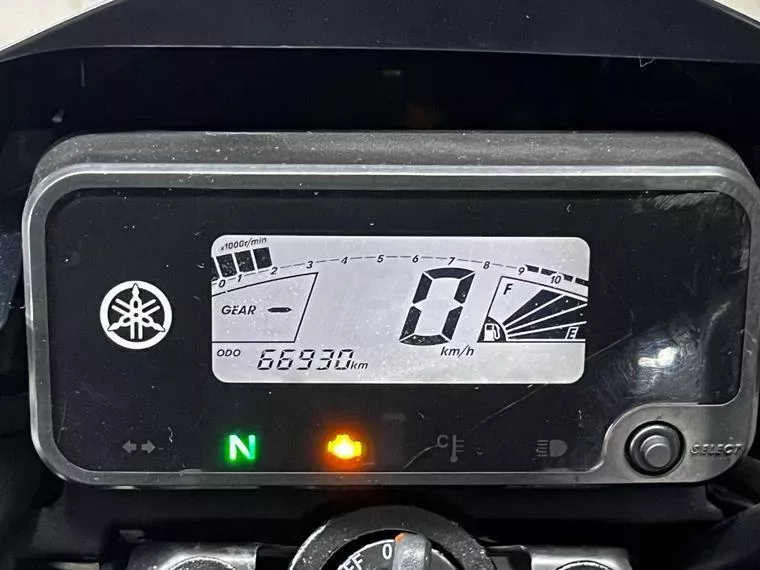 x1000r/min
0 1 2 3 4 5 6 7 8 9 10
GEAR -
0
F
E
km/h
ODO 66930 km
N
C
SELECT
0